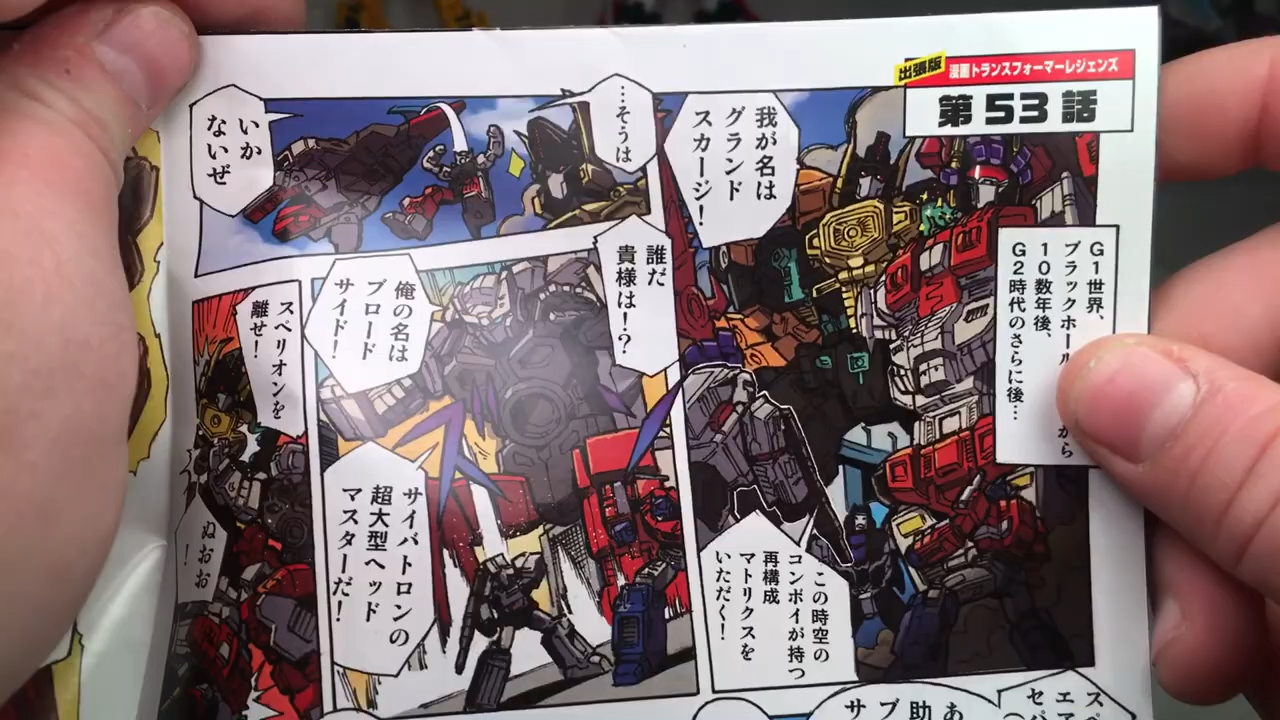 出張版
漫画トランスフォーマーレジェンズ
第53話
G1世界、
ブラックホール
から
10数年後、
G2時代のさらに後…
我が名は
グランド
スカージ!
…そうは
いか
ないぜ
この時空の
コンボイが持つ
再構成
マトリクスを
いただく!
誰だ
貴様は!?
俺の名は
ブロード
サイド!
サイバトロンの
超大型ヘッド
マスターだ!
スペリオンを
離せ!
ぬおお
!
スペ
エア
セパ
あ
助
サブ